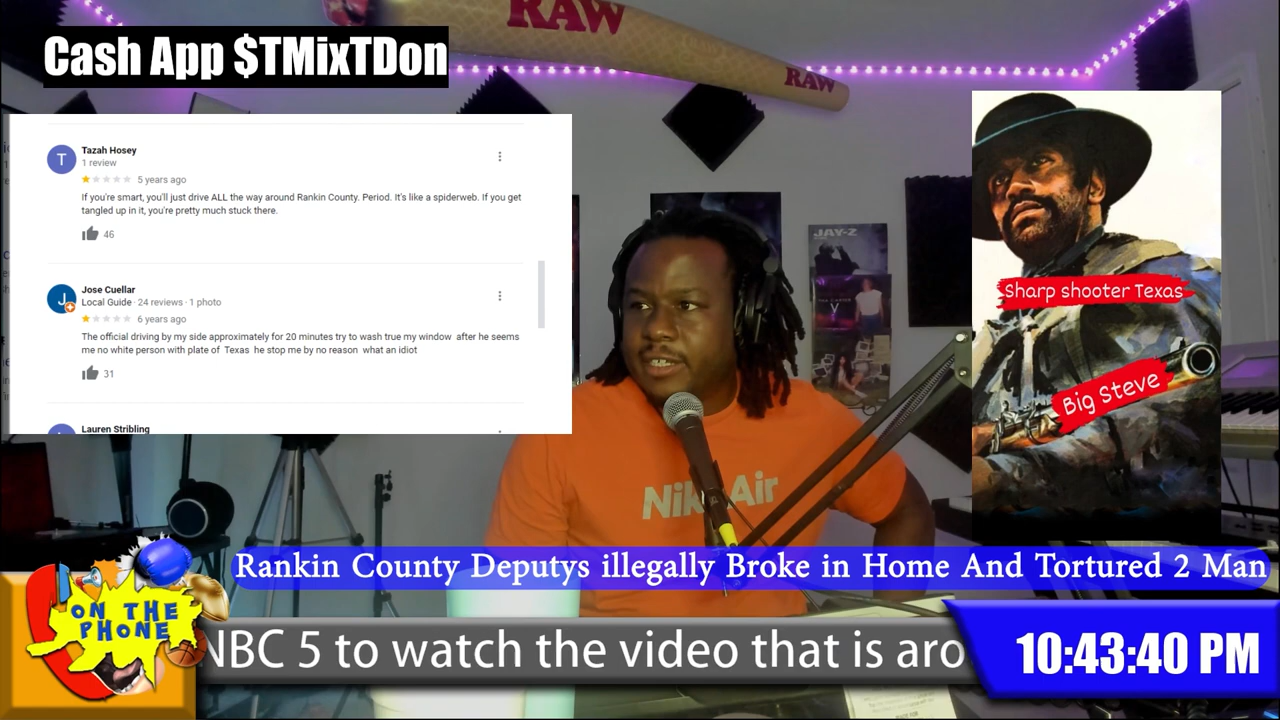 RAW
RAW
Cash App $TMixTDon
T
Tazah Hosey
1 review
5 years ago
If you're smart, you'll just drive ALL the way around Rankin County. Period. It's like a spiderweb. If you get
tangled up in it, you're pretty much stuck there.
46
J
Jose Cuellar
Local Guide · 24 reviews · 1 photo
6 years ago
The official driving by my side approximately for 20 minutes try to wash true my window after he seems
me no white person with plate of Texas he stop me by no reason what an idiot
31
Lauren Stribling
JAY-Z
Sharp shooter Texas
Big Steve
Nike Air
Rankin County Deputys illegally Broke in Home And Tortured 2 Man
ON THE
PHONE
NBC 5 to watch the video that is aro
10:43:40 PM